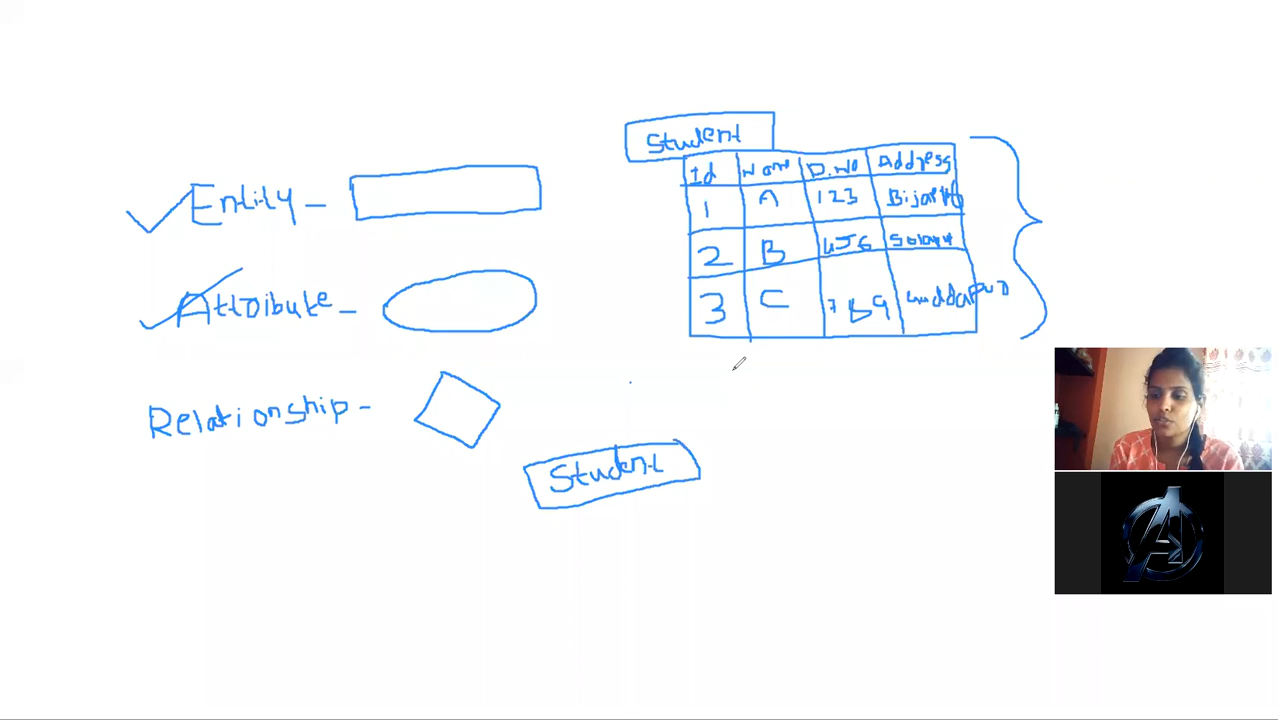 Student
Id Name P.No Address
1 A 123
2 B 456
3 C 789
Entity -
Attribute -
Relationship -
Student